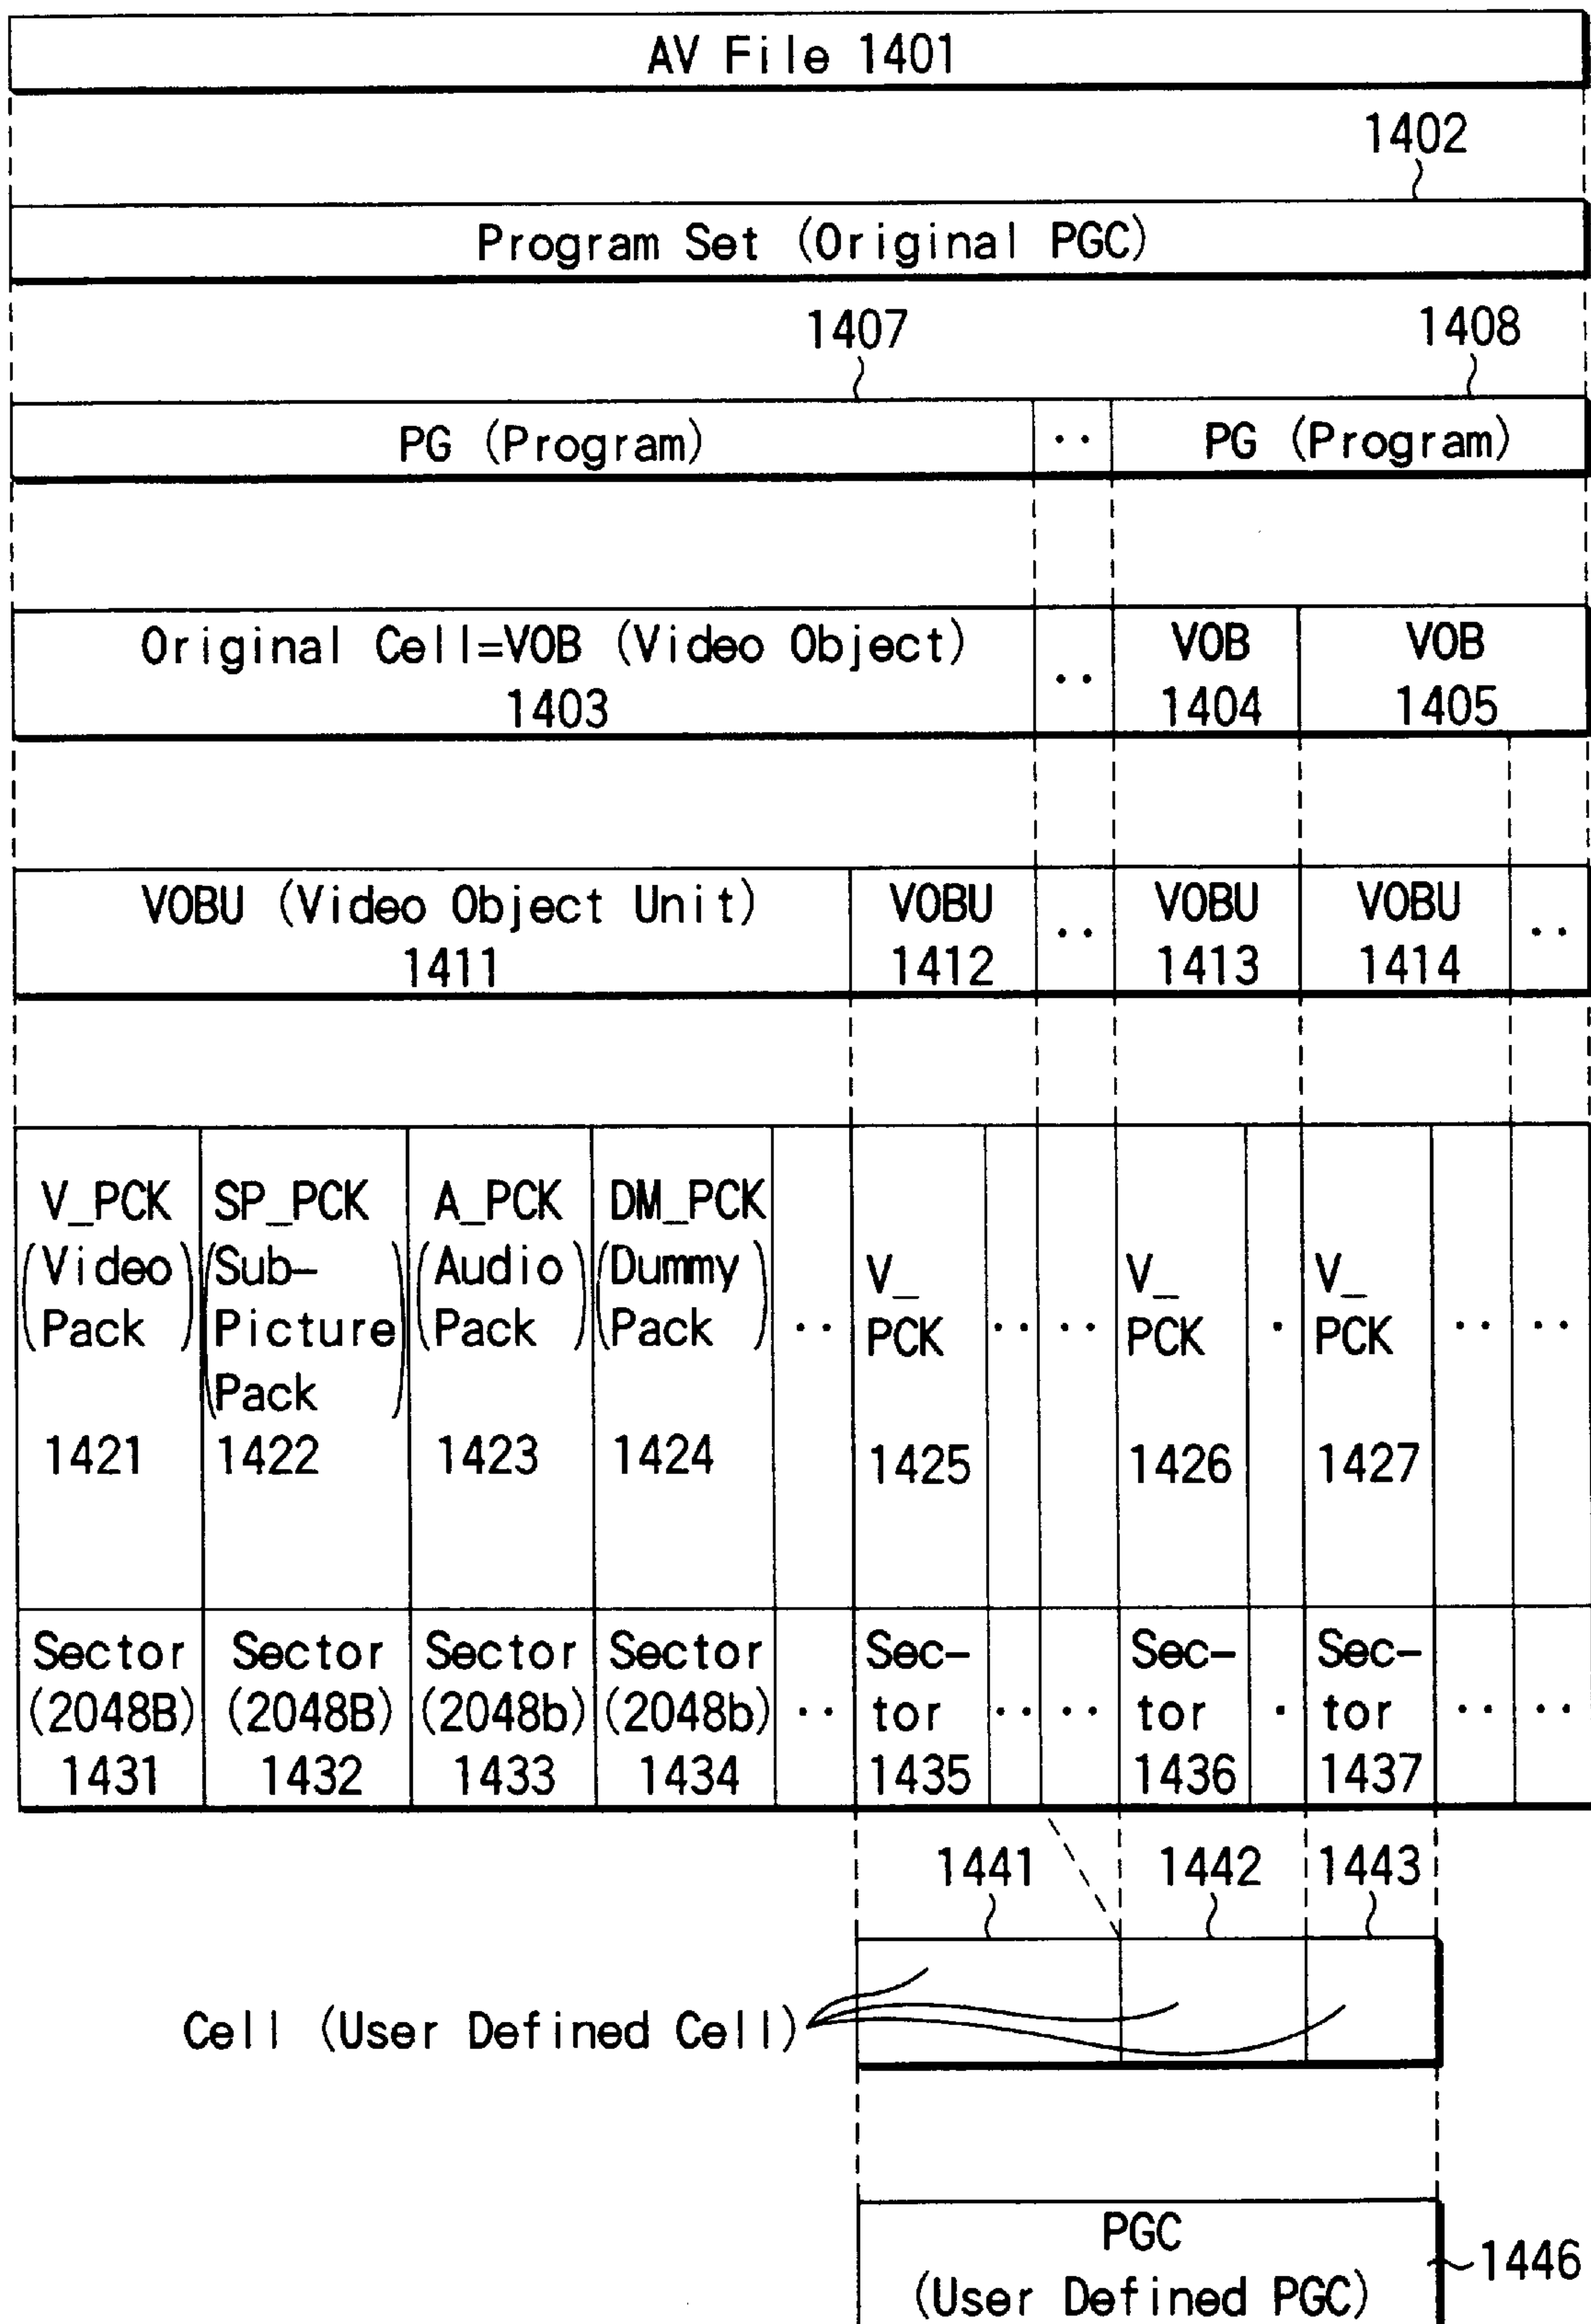 AV File 1401
1402
Program Set (Original PGC)
1407
1408
PG (Program)
..
PG (Program)
Original Cell=VOB (Video Object)
1403
..
VOB
1404
VOB
1405
VOBU (Video Object Unit)
1411
VOBU
1412
..
VOBU
1413
VOBU
1414
..
V_PCK
(Video
Pack)
1421
SP_PCK
(Sub-
Picture
Pack)
1422
A_PCK
(Audio
Pack)
1423
DM_PCK
(Dummy
Pack)
1424
..
V_
PCK
1425
..
..
V_
PCK
1426
.
V_
PCK
1427
..
..
Sector
(2048B)
1431
Sector
(2048B)
1432
Sector
(2048b)
1433
Sector
(2048b)
1434
..
Sec-
tor
1435
..
..
Sec-
tor
1436
.
Sec-
tor
1437
..
..
1441
1442
1443
Cell (User Defined Cell)
PGC
(User Defined PGC)
1446